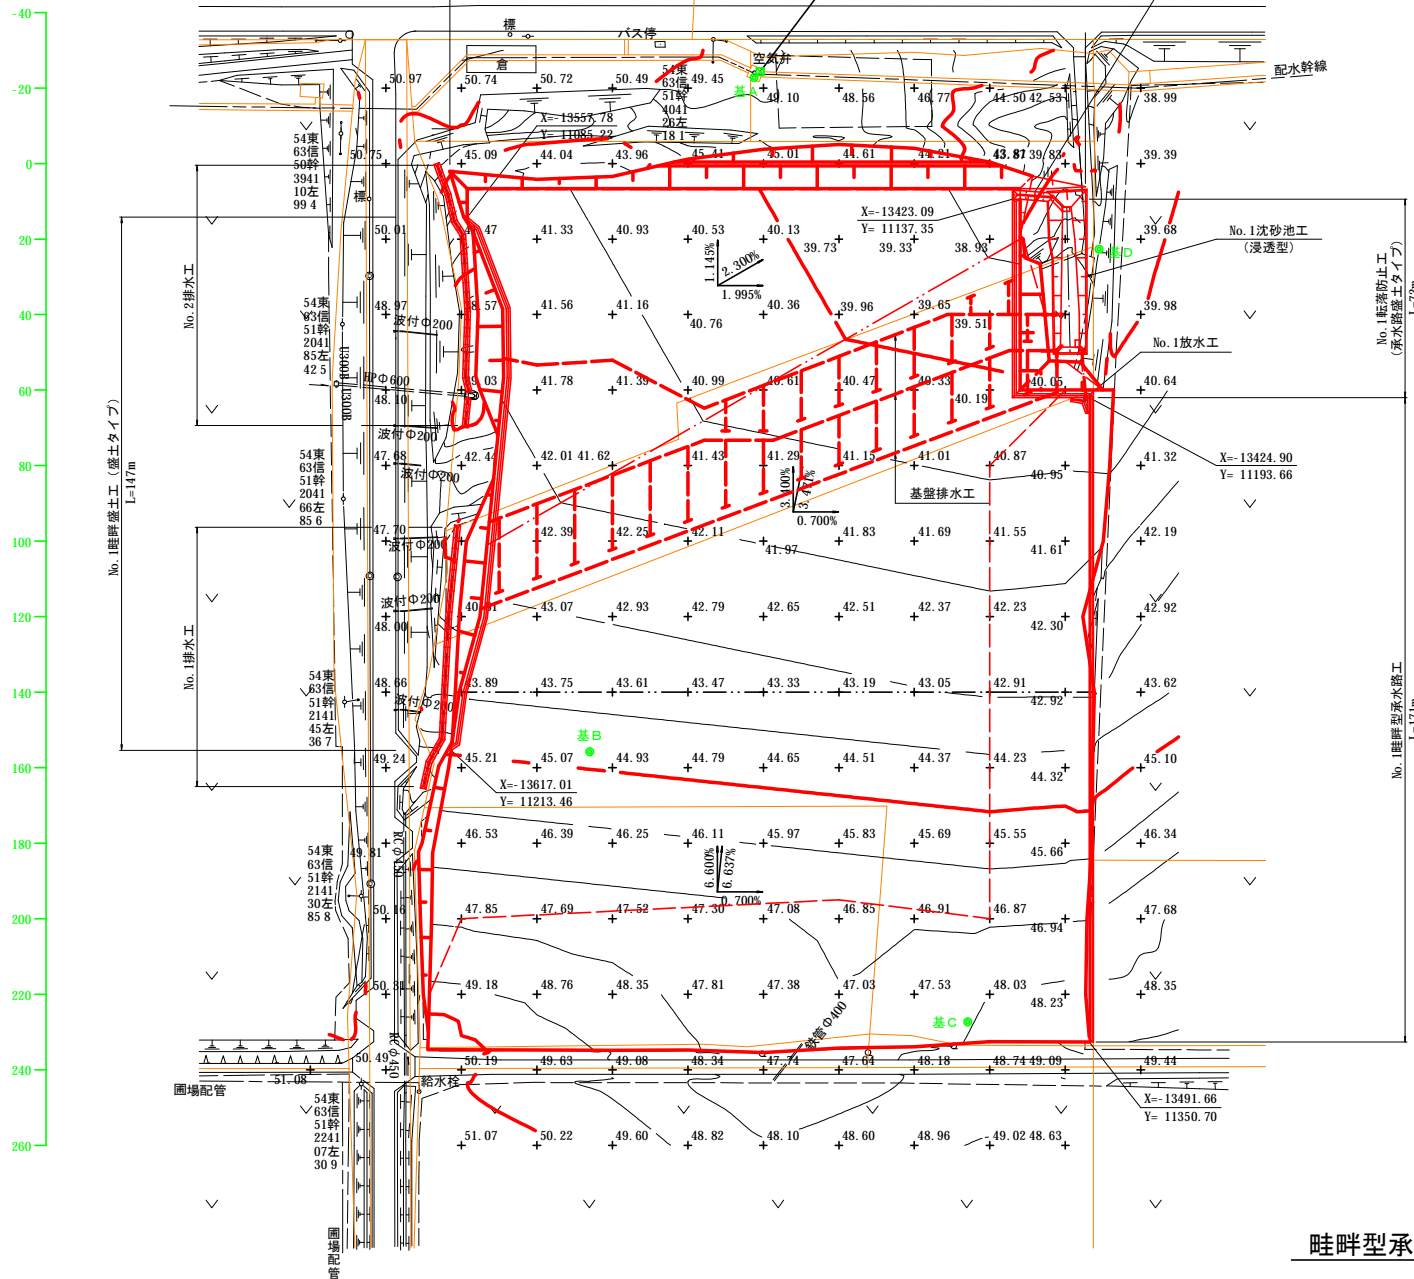 -40
-20
0
20
40
60
80
100
120
140
160
180
200
220
240
260
標
バス停
倉
空気弁
配水幹線
基A
54東
63信
51幹
4041
26左
18 1
50.97
50.74
50.72
50.49
49.45
49.10
48.56
46.77
44.50
42.53
38.99
X=-13557.78
Y= 11085.22
54東
63信
50幹
3941
10左
99 4
標
50.75
45.09
44.04
43.96
45.41
45.01
44.61
44.21
43.87
39.83
39.39
X=-13423.09
Y= 11137.35
No.1沈砂池工
(浸透型)
基D
50.01
41.33
40.93
40.53
40.13
39.73
39.33
38.93
39.68
1.145%
2.300%
1.995%
No.2排水工
No.1転落防止工
(承水路盛土タイプ)
L=72m
54東
63信
51幹
2041
85左
42 5
48.97
41.56
41.16
40.76
40.36
39.96
39.65
39.51
39.98
波付Φ200
U300B
U300B
No.1放水工
HPΦ600
48.10
41.78
41.39
40.99
40.61
40.47
40.33
40.19
40.05
40.64
No.1畦畔盛土工 (盛土タイプ)
L=147m
波付Φ200
54東
63信
51幹
2041
66左
85 6
47.68
42.44
42.01
41.62
41.43
41.29
41.15
41.01
40.87
40.95
41.32
波付Φ200
X=-13424.90
Y= 11193.66
3.400%
3.471%
0.700%
基盤排水工
47.70
42.39
42.25
42.11
41.97
41.83
41.69
41.55
41.61
42.19
波付Φ200
波付Φ200
48.00
43.07
42.93
42.79
42.65
42.51
42.37
42.23
42.30
42.92
No.1排水工
54東
63信
51幹
2141
45左
36 7
48.66
43.89
43.75
43.61
43.47
43.33
43.19
43.05
42.91
42.92
43.62
波付Φ200
No.1畦畔型承水路工
L=171m
基B
49.24
45.21
45.07
44.93
44.79
44.65
44.51
44.37
44.23
44.32
45.10
X=-13617.01
Y= 11213.46
RCφ450
54東
63信
51幹
2141
30左
85 8
49.81
46.53
46.39
46.25
46.11
45.97
45.83
45.69
45.55
45.66
46.34
6.600%
6.637%
0.700%
50.16
47.85
47.69
47.52
47.30
47.08
46.85
46.91
46.87
46.94
47.68
50.31
49.18
48.76
48.35
47.81
47.38
47.03
47.53
48.03
48.23
48.35
鉄管Φ400
基C
RCφ450
50.49
51.08
50.19
49.63
49.08
48.34
47.74
47.64
48.18
48.74
49.09
49.44
圃場配管
給水栓
54東
63信
51幹
2241
07左
30 9
X=-13491.66
Y= 11350.70
51.07
50.22
49.60
48.82
48.10
48.60
48.96
49.02
48.63
圃場配管
畦畔型承